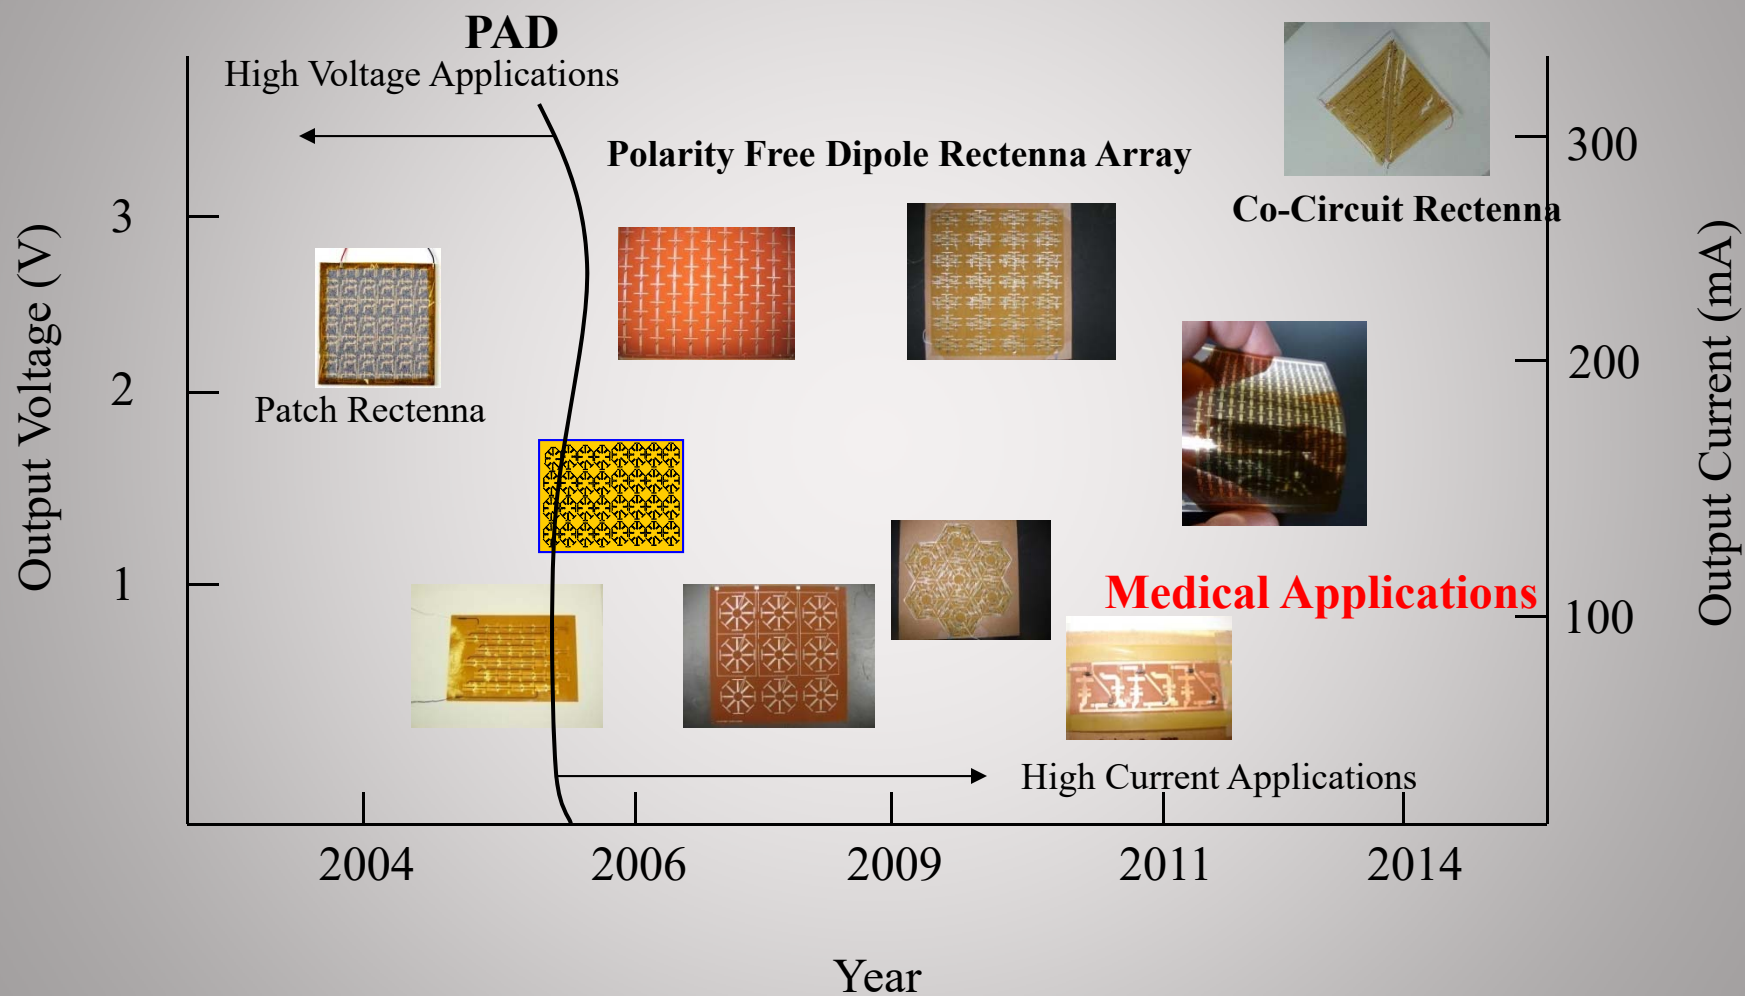 PAD
High Voltage Applications
Polarity Free Dipole Rectenna Array
Co-Circuit Rectenna
Patch Rectenna
Medical Applications
High Current Applications
Output Voltage (V)
3
2
1
Output Current (mA)
300
200
100
2004
2006
2009
2011
2014
Year